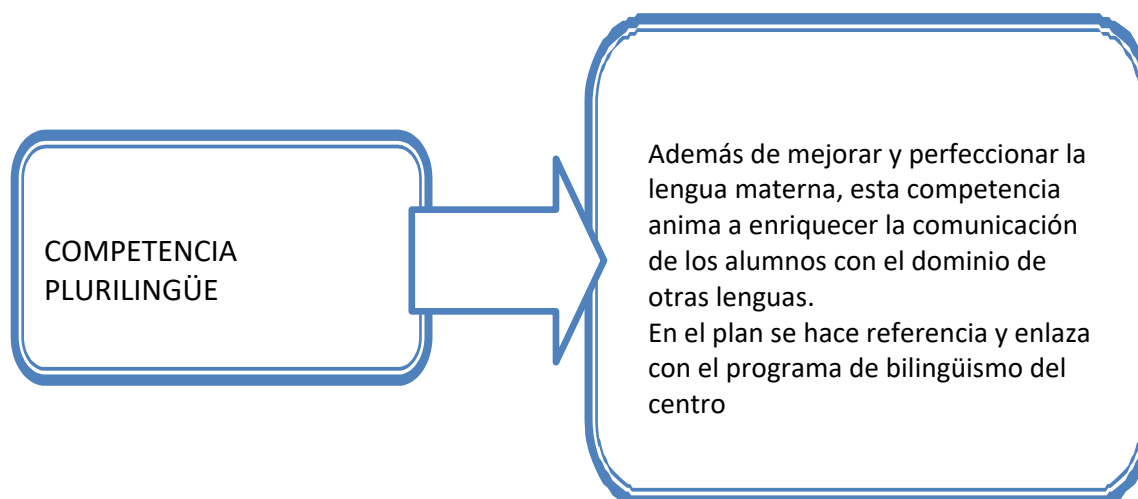 COMPETENCIA
PLURILINGÜE
Además de mejorar y perfeccionar la
lengua materna, esta competencia
anima a enriquecer la comunicación
de los alumnos con el dominio de
otras lenguas.
En el plan se hace referencia y enlaza
con el programa de bilingüismo del
centro